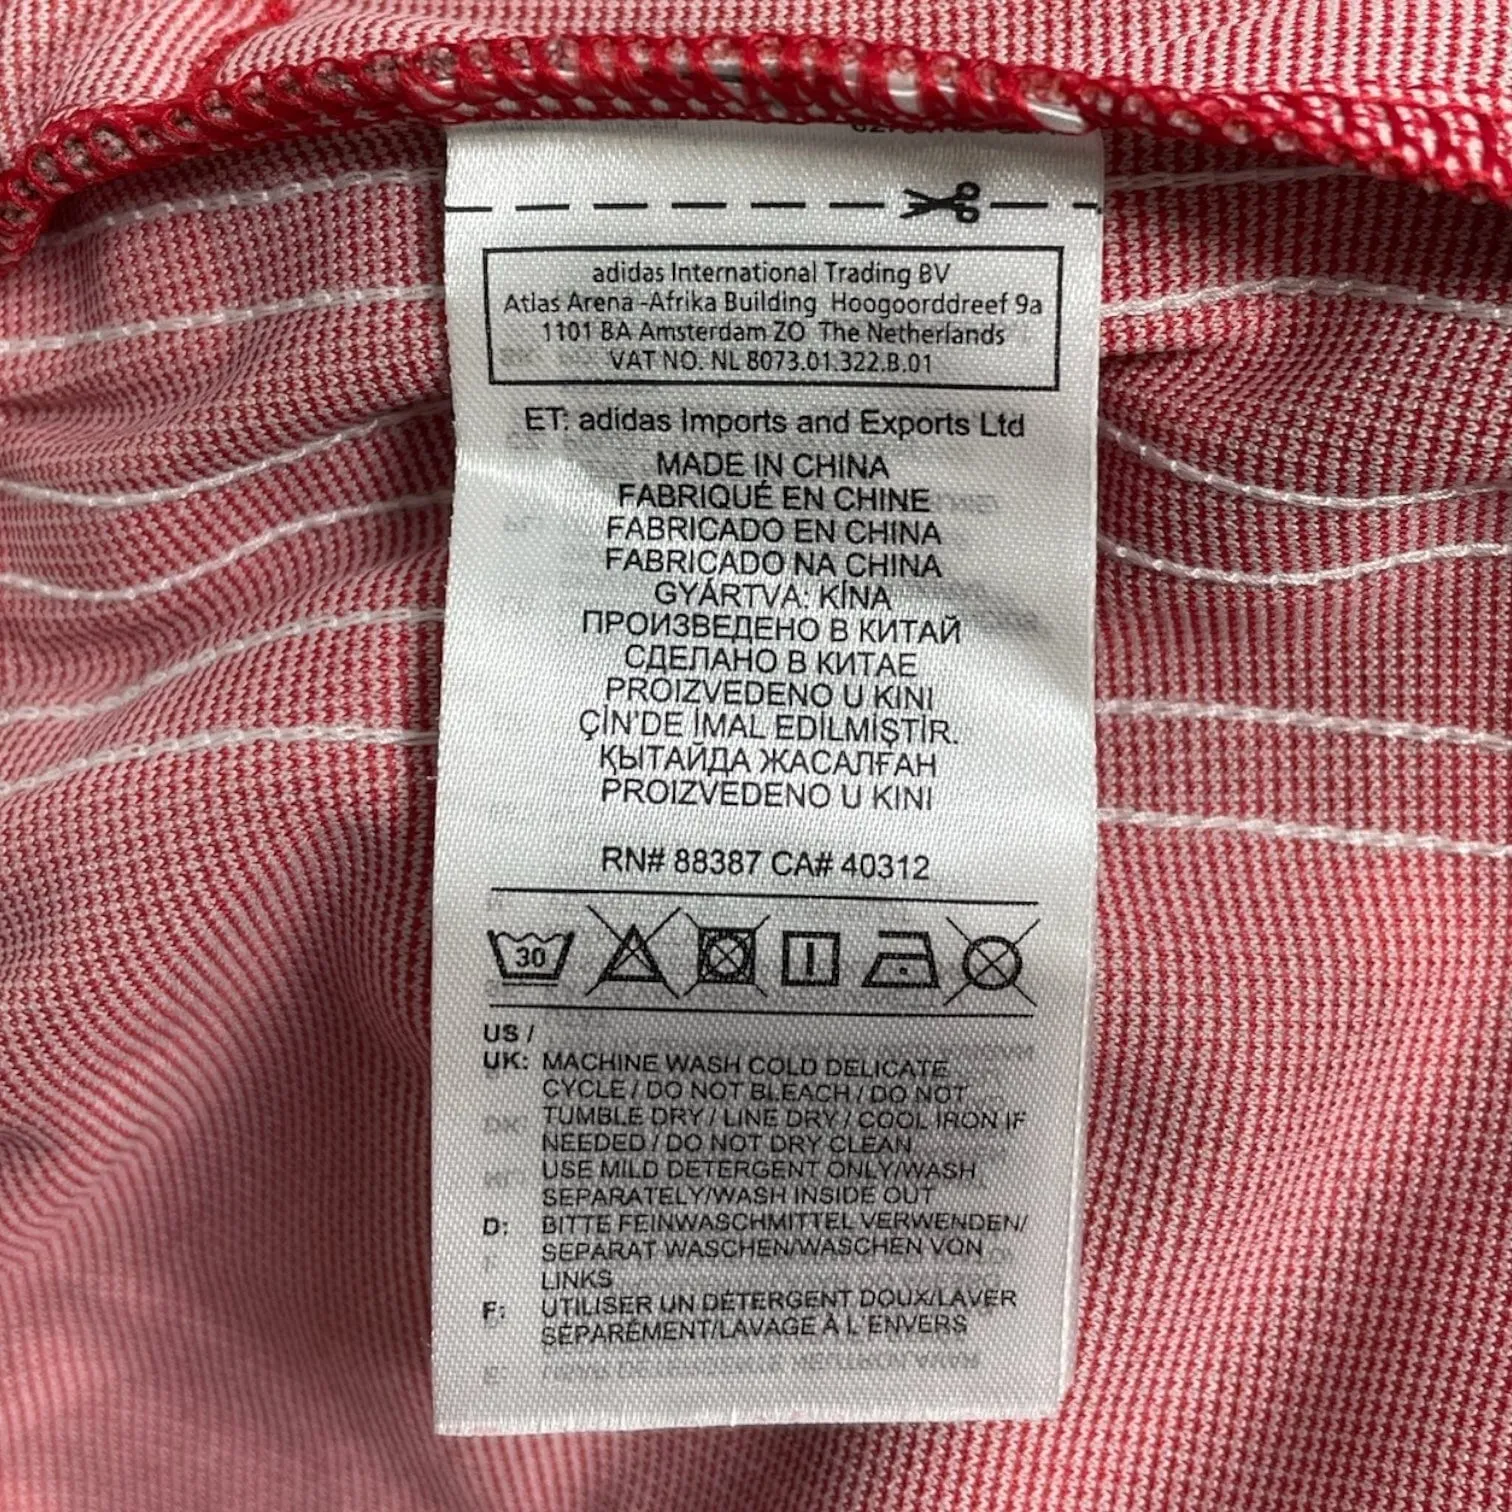 adidas International Trading BV
Atlas Arena -Afrika Building Hoogoorddreef 9a
1101 BA Amsterdam ZO The Netherlands
VAT NO. NL 8073.01.322.B.01
ET: adidas Imports and Exports Ltd
MADE IN CHINA
FABRIQUÉ EN CHINE
FABRICADO EN CHINA
FABRICADO NA CHINA
GYÁRTVA: KÍNA
ПРОИЗВЕДЕНО В КИТАЙ
СДЕЛАНО В КИТАЕ
PROIZVEDENO U KINI
ÇİN'DE İMAL EDİLMİŞTİR.
ҚЫТАЙДА ЖАСАЛҒАН
PROIZVEDENO U KINI
RN# 88387 CA# 40312
30
US /
UK: MACHINE WASH COLD DELICATE
CYCLE / DO NOT BLEACH / DO NOT
TUMBLE DRY / LINE DRY / COOL IRON IF
NEEDED / DO NOT DRY CLEAN
USE MILD DETERGENT ONLY/WASH
SEPARATELY/WASH INSIDE OUT
D: BITTE FEINWASCHMITTEL VERWENDEN/
SEPARAT WASCHEN/WASCHEN VON
LINKS
F: UTILISER UN DÉTERGENT DOUX/LAVER
SÉPARÉMENT/LAVAGE À L'ENVERS